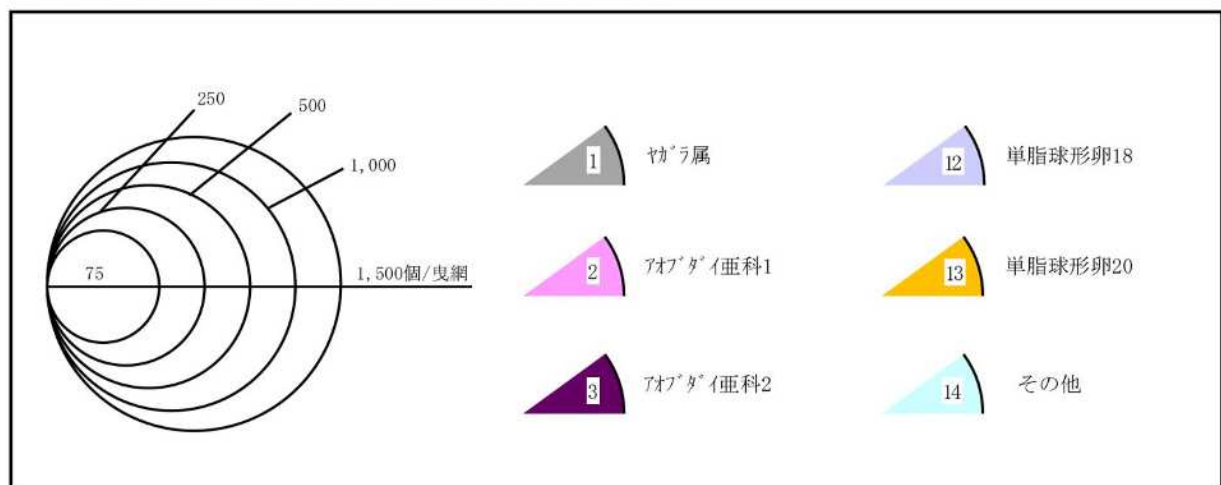 250
500
1,000
75
1,500個/曳網
1
ﾔｶﾞﾗ属
2
ｱｵﾌﾞﾀﾞｲ亜科1
3
ｱｵﾌﾞﾀﾞｲ亜科2
12
単脂球形卵18
13
単脂球形卵20
14
その他